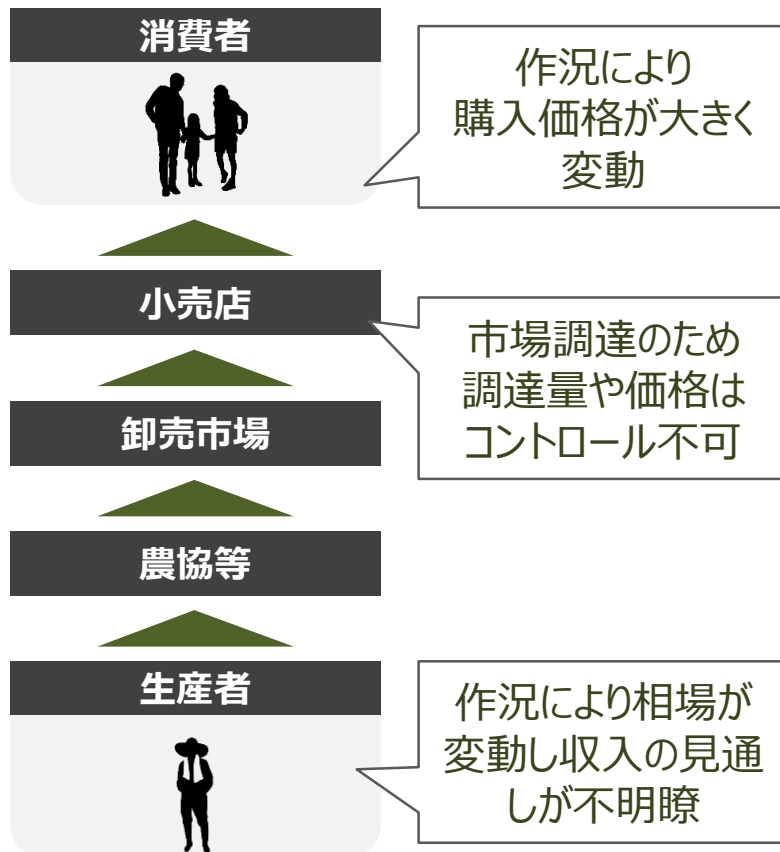 消費者
作況により
購入価格が大きく
変動
小売店
市場調達のため
調達量や価格は
コントロール不可
卸売市場
農協等
生産者
作況により相場が
変動し収入の見通
しが不明瞭